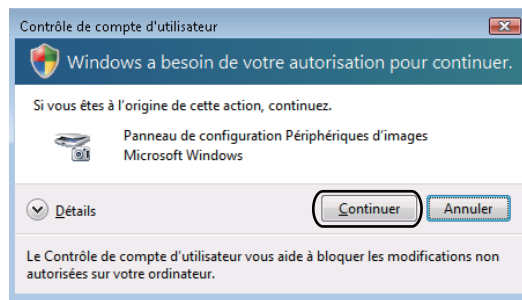 Contrôle de compte d'utilisateur
Windows a besoin de votre autorisation pour continuer.
Si vous êtes à l'origine de cette action, continuez.
Panneau de configuration Périphériques d'images
Microsoft Windows
Détails
Continuer
Annuler
Le Contrôle de compte d'utilisateur vous aide à bloquer les modifications non
autorisées sur votre ordinateur.